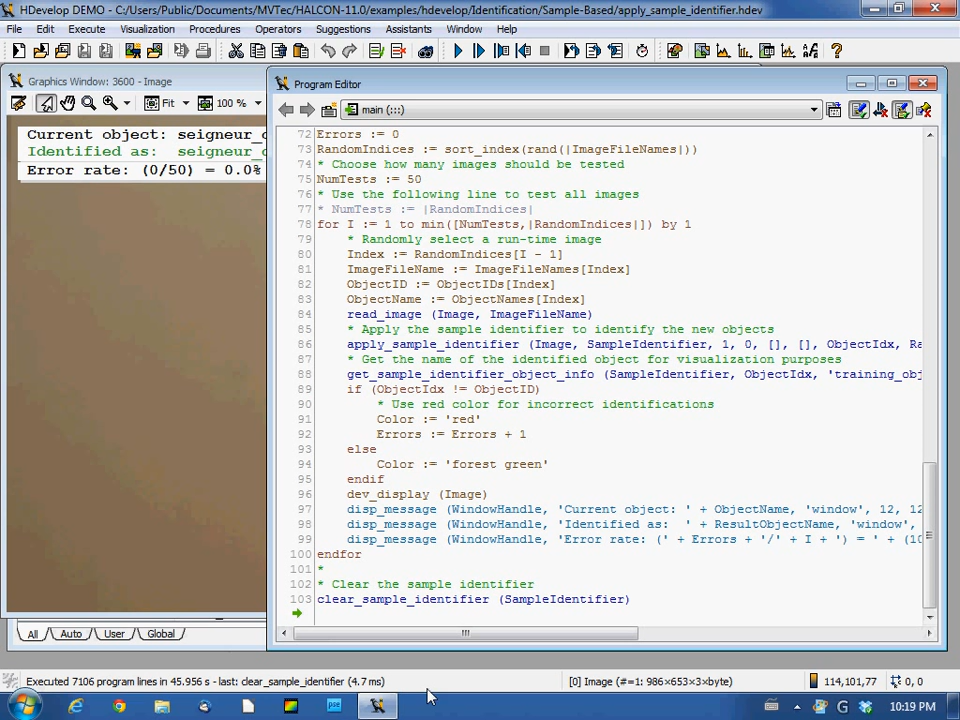 HDevelop DEMO - C:/Users/Public/Documents/MVTec/HALCON-11.0/examples/hdevelop/Identification/Sample-Based/apply_sample_identifier.hdev
File Edit Execute Visualization Procedures Operators Suggestions Assistants Window Help
Graphics Window: 3600 - Image
Fit 100 %
Current object: seigneur_
Identified as: seigneur_
Error rate: (0/50) = 0.0%
Program Editor
main (:::)
72 Errors := 0
73 RandomIndices := sort_index(rand(|ImageFileNames|))
74 * Choose how many images should be tested
75 NumTests := 50
76 * Use the following line to test all images
77 * NumTests := |RandomIndices|
78 for I := 1 to min([NumTests,|RandomIndices|]) by 1
79 * Randomly select a run-time image
80 Index := RandomIndices[I - 1]
81 ImageFileName := ImageFileNames[Index]
82 ObjectID := ObjectIDs[Index]
83 ObjectName := ObjectNames[Index]
84 read_image (Image, ImageFileName)
85 * Apply the sample identifier to identify the new objects
86 apply_sample_identifier (Image, SampleIdentifier, 1, 0, [], [], ObjectIdx, Ra
87 * Get the name of the identified object for visualization purposes
88 get_sample_identifier_object_info (SampleIdentifier, ObjectIdx, 'training_obj
89 if (ObjectIdx != ObjectID)
90 * Use red color for incorrect identifications
91 Color := 'red'
92 Errors := Errors + 1
93 else
94 Color := 'forest green'
95 endif
96 dev_display (Image)
97 disp_message (WindowHandle, 'Current object: ' + ObjectName, 'window', 12, 12
98 disp_message (WindowHandle, 'Identified as:  ' + ResultObjectName, 'window',
99 disp_message (WindowHandle, 'Error rate: (' + Errors + '/' + I + ') = ' + (10
100 endfor
101 *
102 * Clear the sample identifier
103 clear_sample_identifier (SampleIdentifier)
All Auto User Global
Executed 7106 program lines in 45.956 s - last: clear_sample_identifier (4.7 ms)
[0] Image (#=1: 986×653×3×byte)
114,101,77
0, 0
10:19 PM